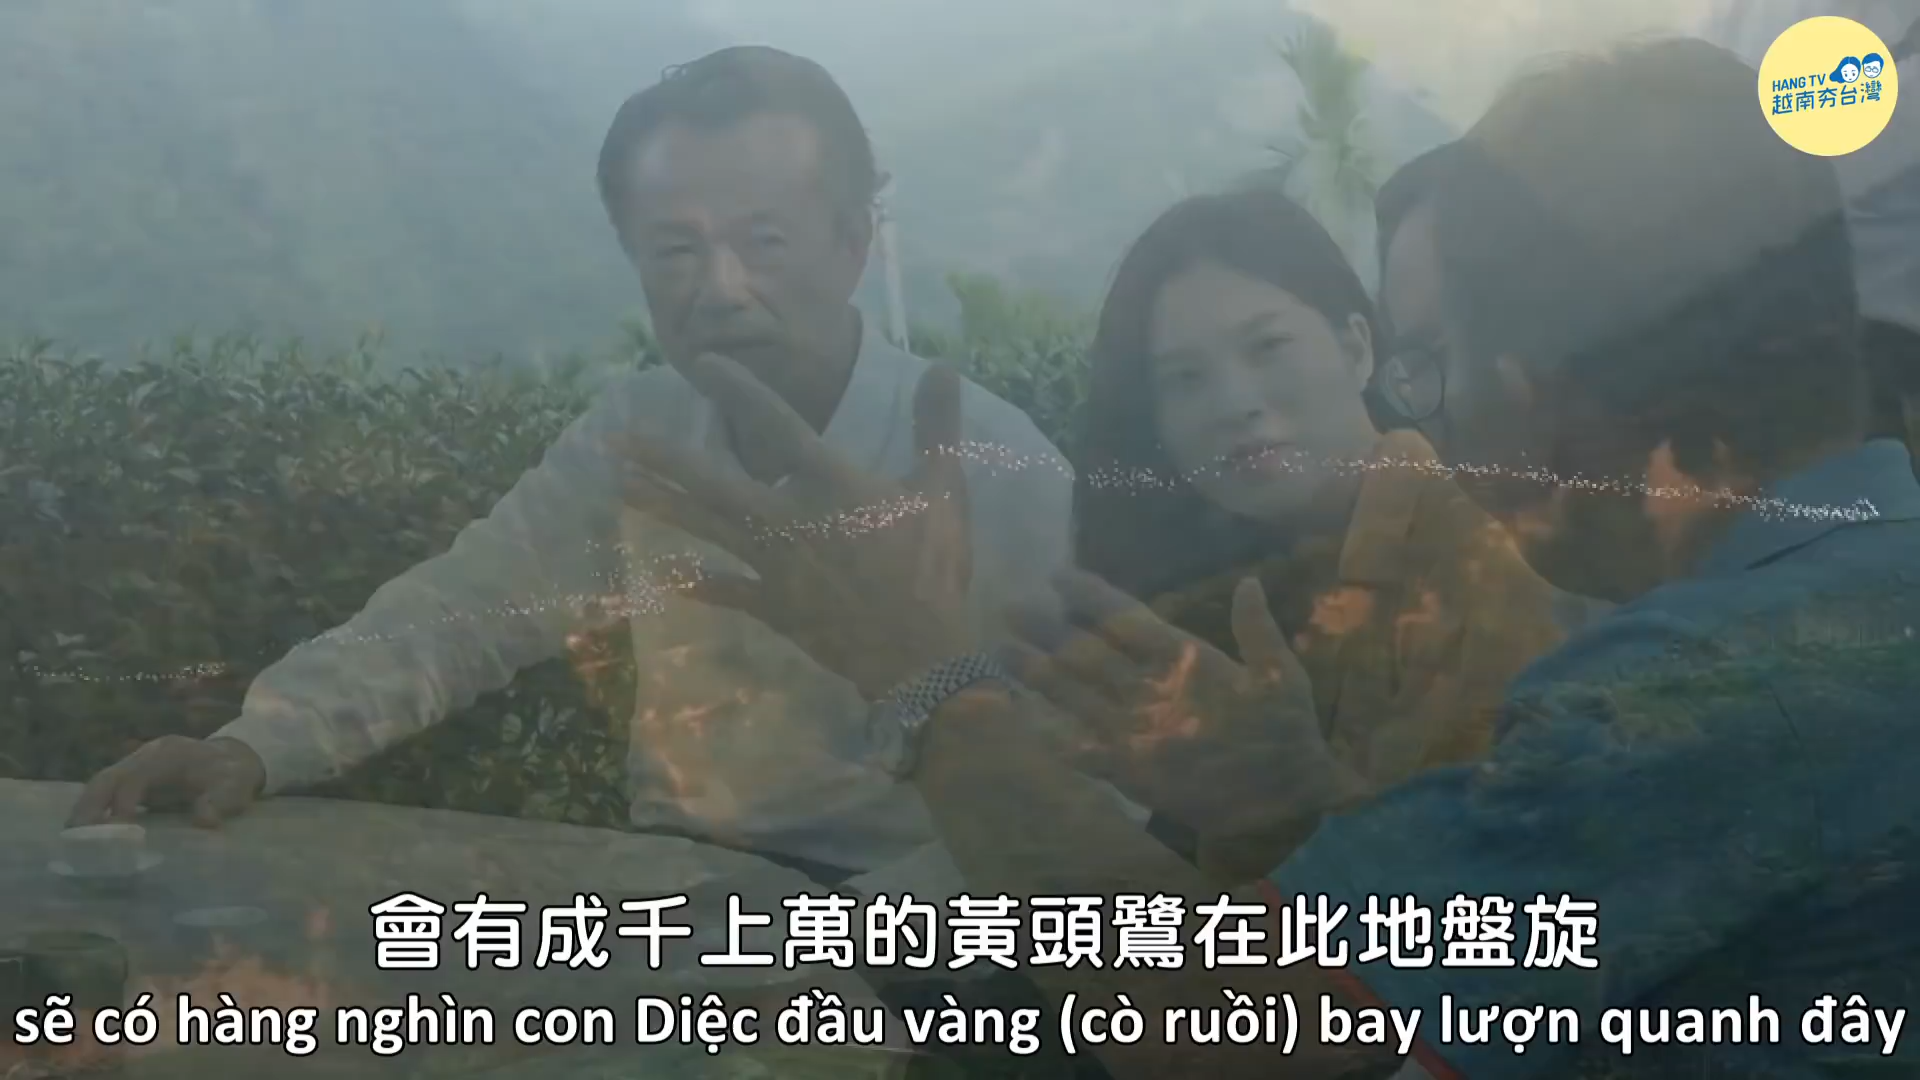 HANG TV
越南夯台灣
會有成千上萬的黃頭鷺在此地盤旋
sẽ có hàng nghìn con Diệc đầu vàng (cò ruồi) bay lượn quanh đây